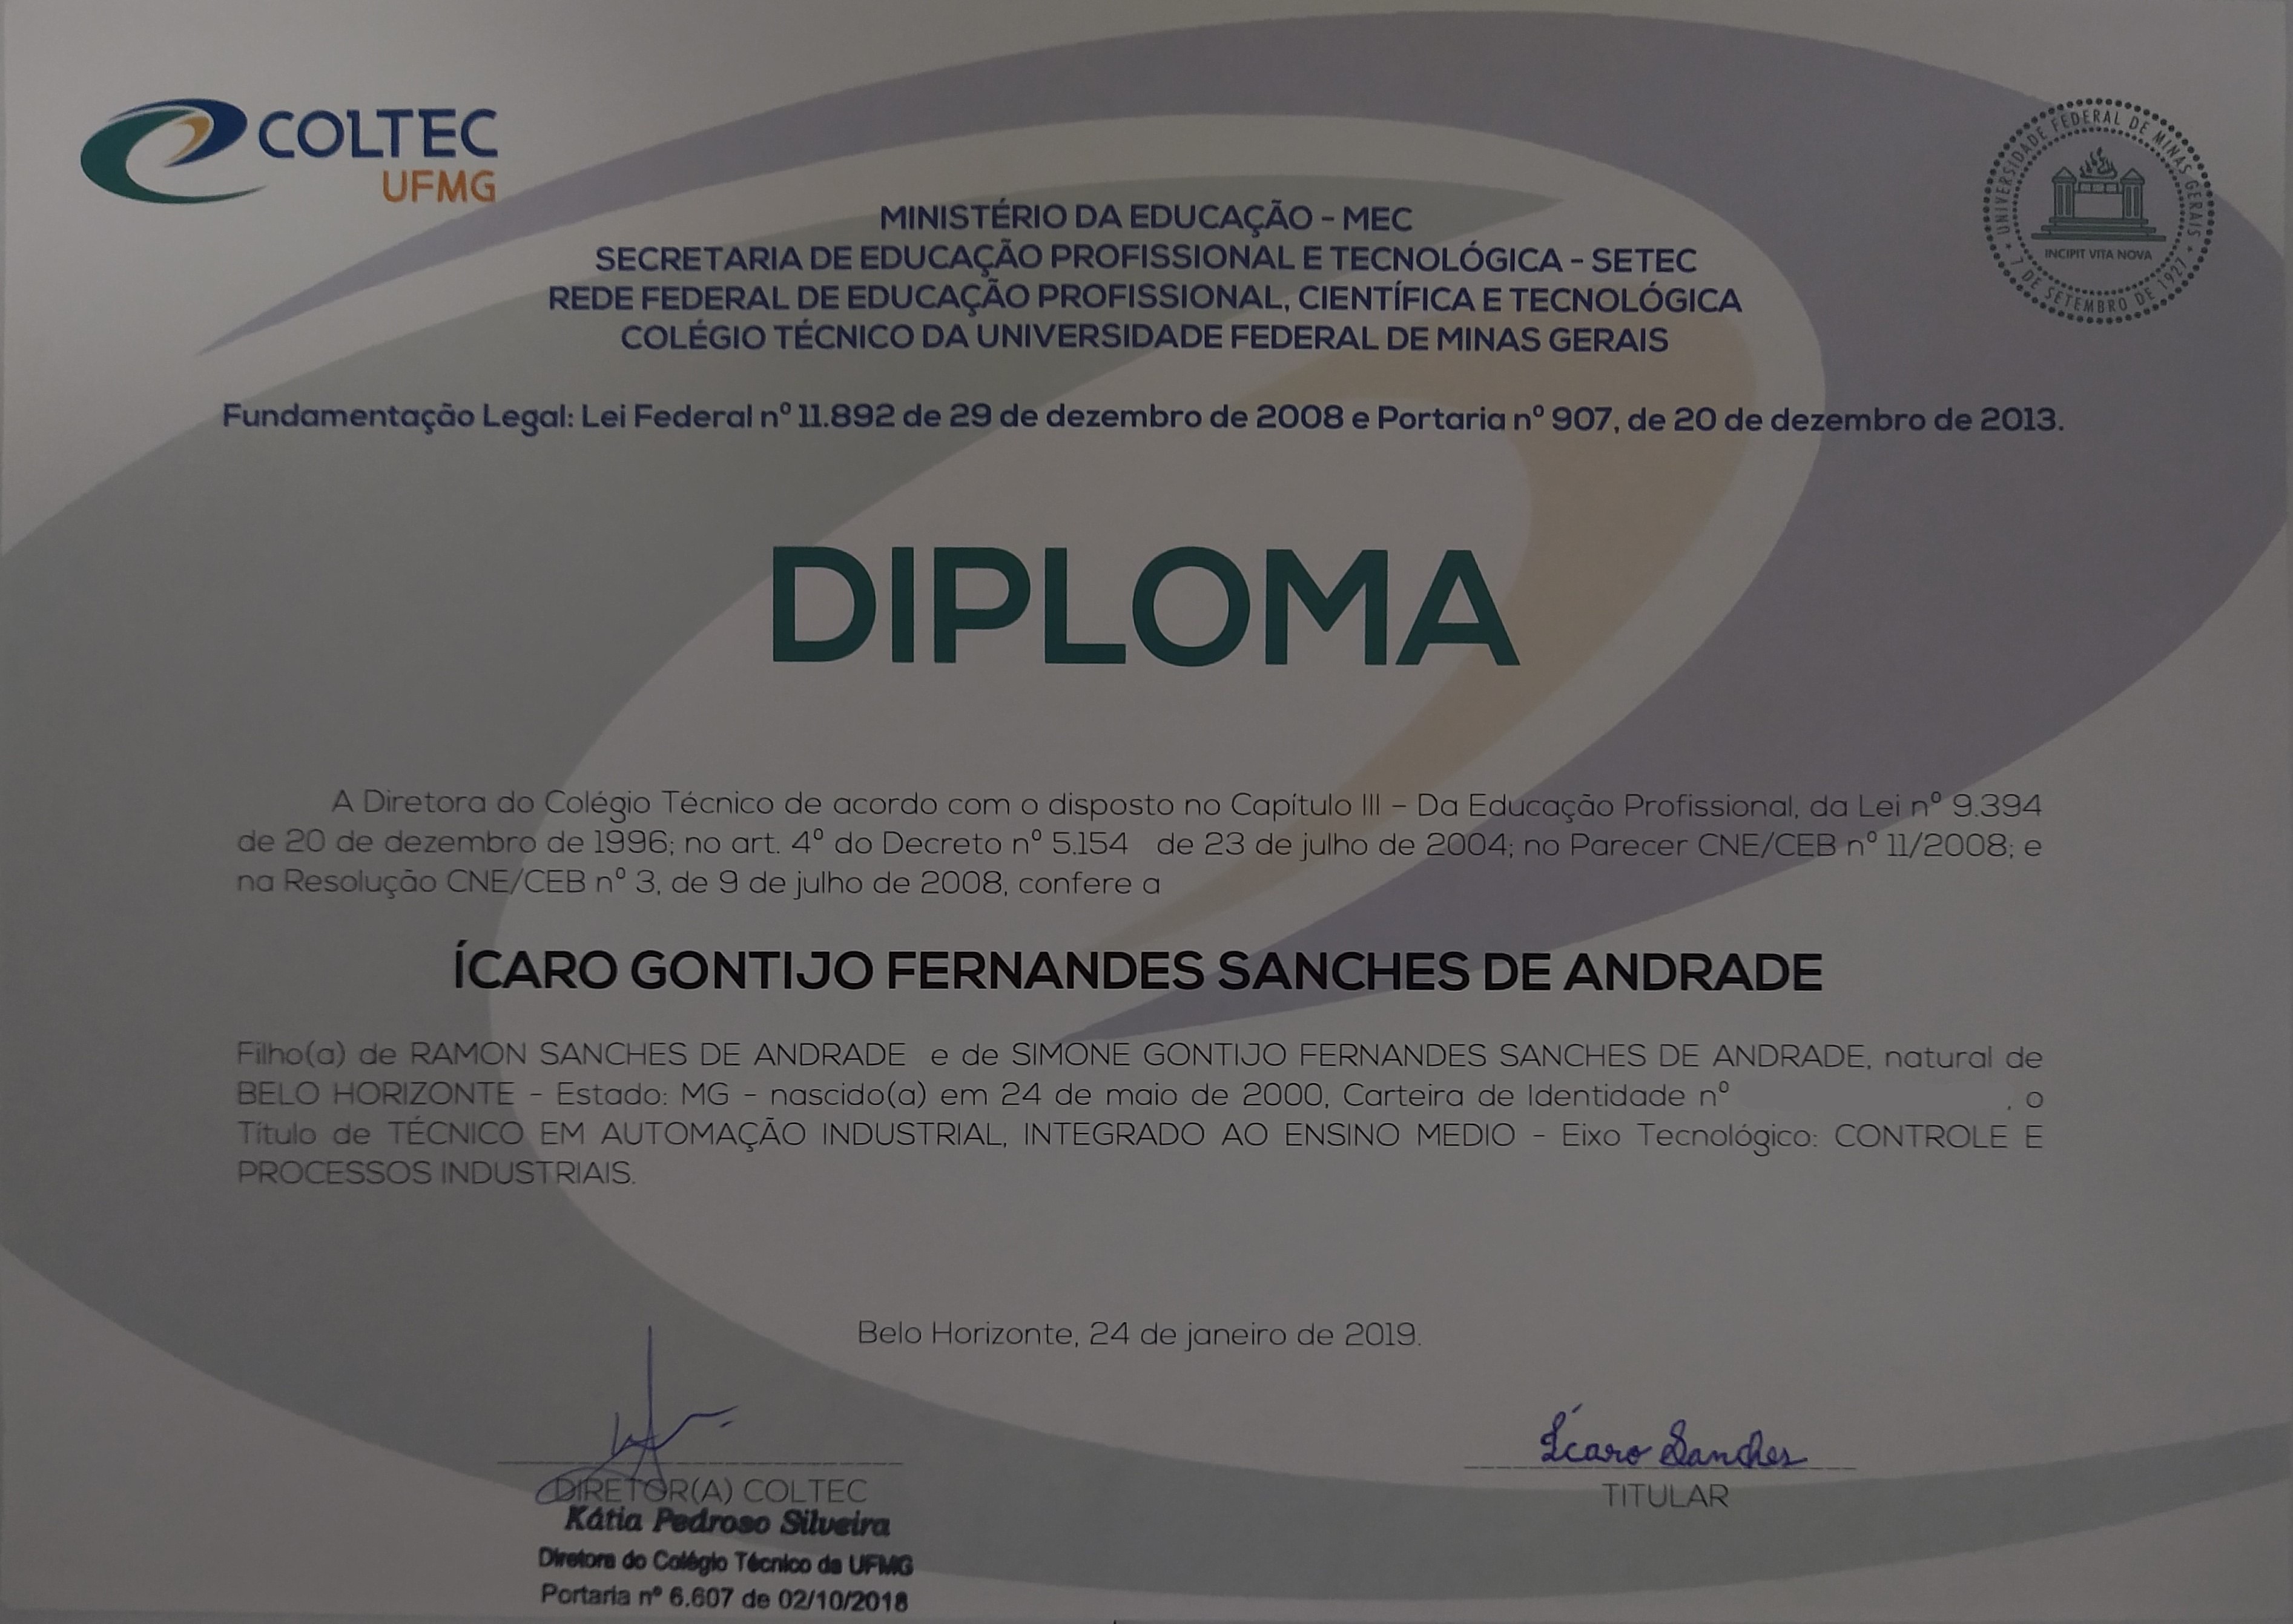 COLTEC
UFMG
UNIVERSIDADE FEDERAL DE MINAS GERAIS
7 DE SETEMBRO DE 1927
INCIPIT VITA NOVA
MINISTÉRIO DA EDUCAÇÃO - MEC
SECRETARIA DE EDUCAÇÃO PROFISSIONAL E TECNOLÓGICA - SETEC
REDE FEDERAL DE EDUCAÇÃO PROFISSIONAL, CIENTÍFICA E TECNOLÓGICA
COLÉGIO TÉCNICO DA UNIVERSIDADE FEDERAL DE MINAS GERAIS
Fundamentação Legal: Lei Federal nº 11.892 de 29 de dezembro de 2008 e Portaria nº 907, de 20 de dezembro de 2013.
DIPLOMA
A Diretora do Colégio Técnico de acordo com o disposto no Capítulo III – Da Educação Profissional, da Lei nº 9.394
de 20 de dezembro de 1996; no art. 4º do Decreto nº 5.154 de 23 de julho de 2004; no Parecer CNE/CEB nº 11/2008; e
na Resolução CNE/CEB nº 3, de 9 de julho de 2008, confere a
ÍCARO GONTIJO FERNANDES SANCHES DE ANDRADE
Filho(a) de RAMON SANCHES DE ANDRADE e de SIMONE GONTIJO FERNANDES SANCHES DE ANDRADE, natural de
BELO HORIZONTE - Estado: MG - nascido(a) em 24 de maio de 2000, Carteira de Identidade nº , o
Título de TÉCNICO EM AUTOMAÇÃO INDUSTRIAL, INTEGRADO AO ENSINO MEDIO - Eixo Tecnológico: CONTROLE E
PROCESSOS INDUSTRIAIS.
Belo Horizonte, 24 de janeiro de 2019.
DIRETOR(A) COLTEC
Kátia Pedroso Silveira
Diretora do Colégio Técnico da UFMG
Portaria nº 6.607 de 02/10/2018
Ícaro Sanches
TITULAR